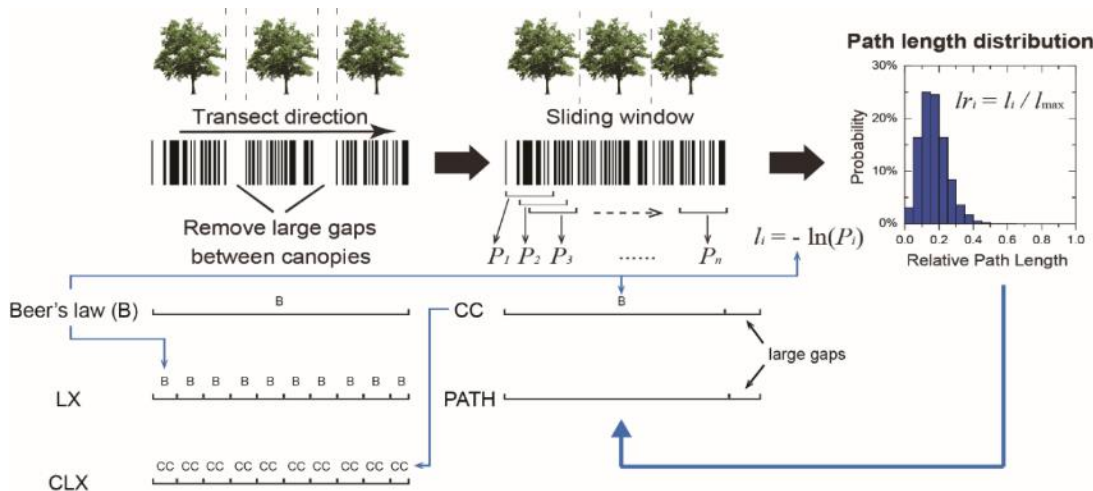 Path length distribution
30%
20%
10%
0%
Probability
lrᵢ = lᵢ / lₘₐₓ
0.0 0.2 0.4 0.6 0.8 1.0
Relative Path Length
Transect direction
Sliding window
Remove large gaps
between canopies
P₁ P₂ P₃ ...... Pₙ
lᵢ = - ln(Pᵢ)
Beer's law (B)
B
CC
B
large gaps
LX
B B B B B B B B B B
PATH
CLX
CC CC CC CC CC CC CC CC CC CC